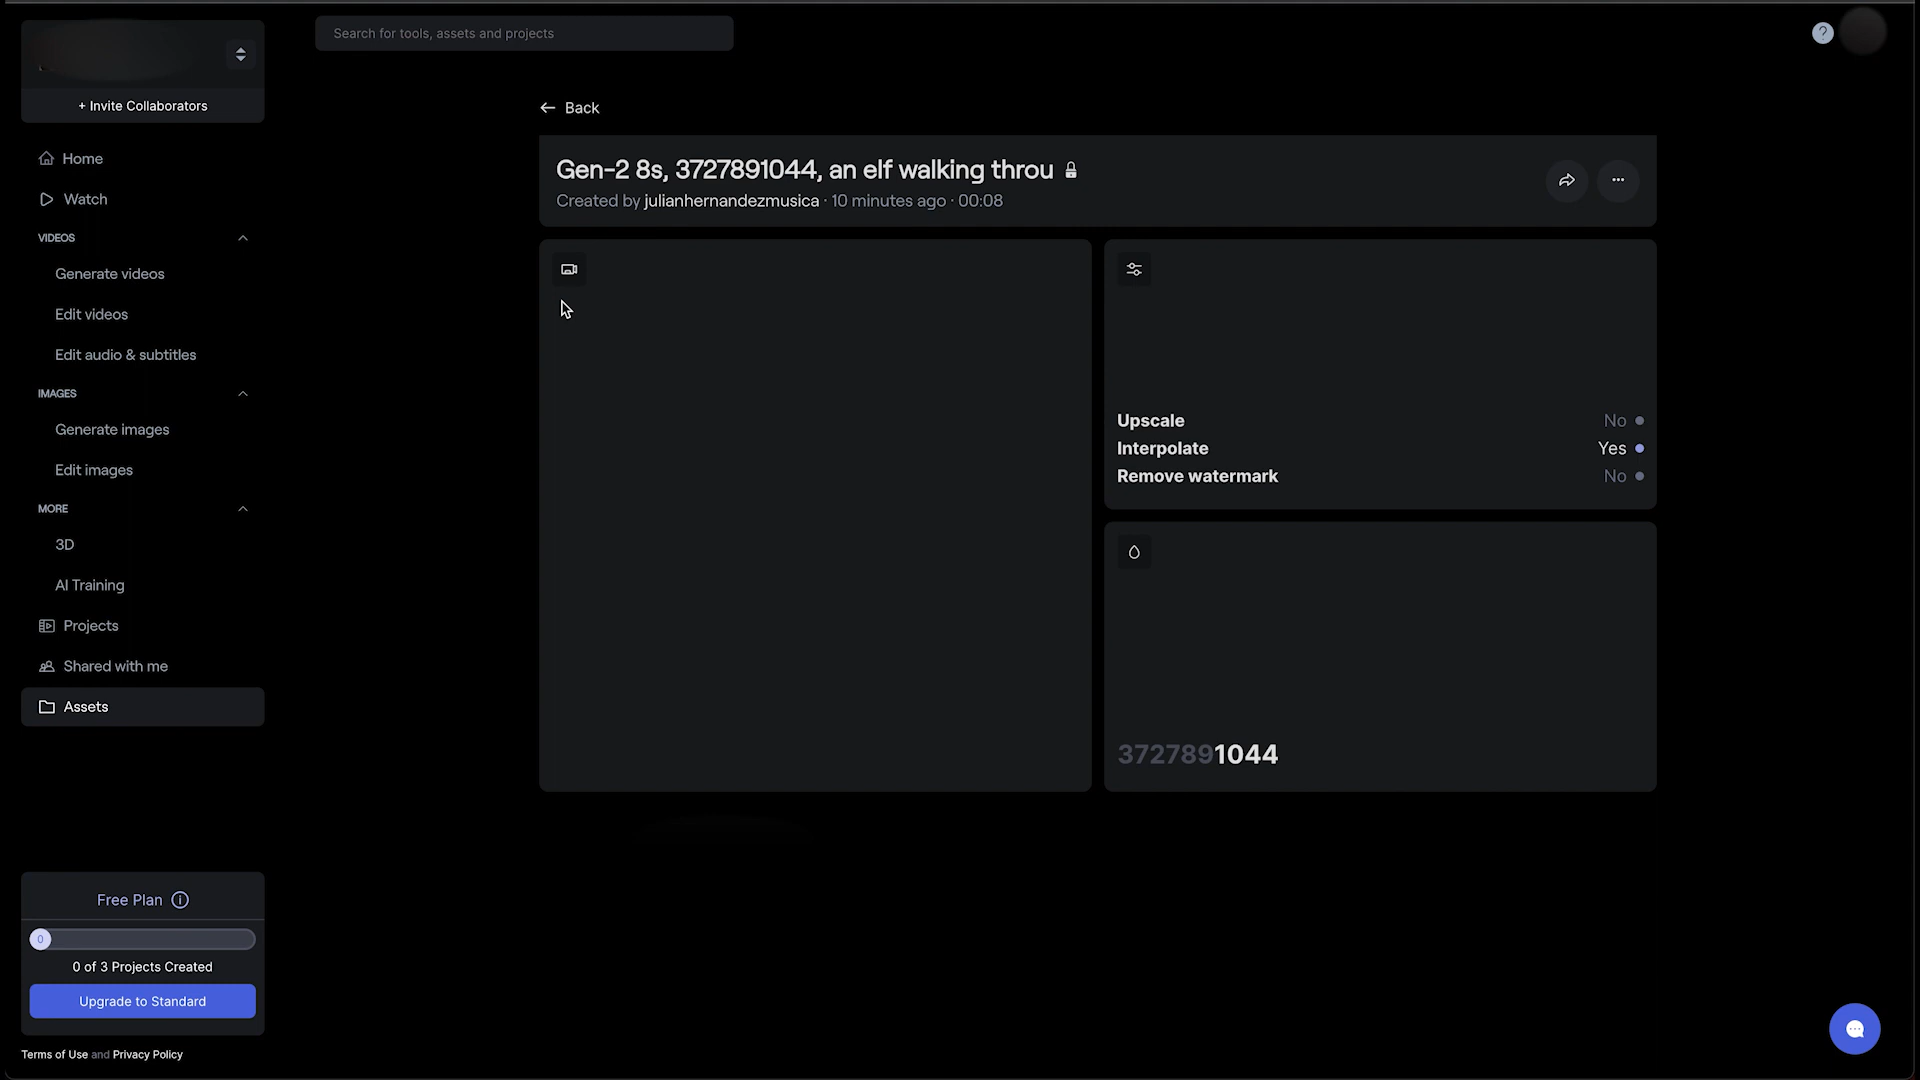 Search for tools, assets and projects
?
+ Invite Collaborators
Home
Watch
VIDEOS
Generate videos
Edit videos
Edit audio & subtitles
IMAGES
Generate images
Edit images
MORE
3D
AI Training
Projects
Shared with me
Assets
Free Plan
0
0 of 3 Projects Created
Upgrade to Standard
Terms of Use and Privacy Policy
Back
Gen-2 8s, 3727891044, an elf walking throu
Created by julianhernandezmusica · 10 minutes ago · 00:08
Upscale No
Interpolate Yes
Remove watermark No
3727891044